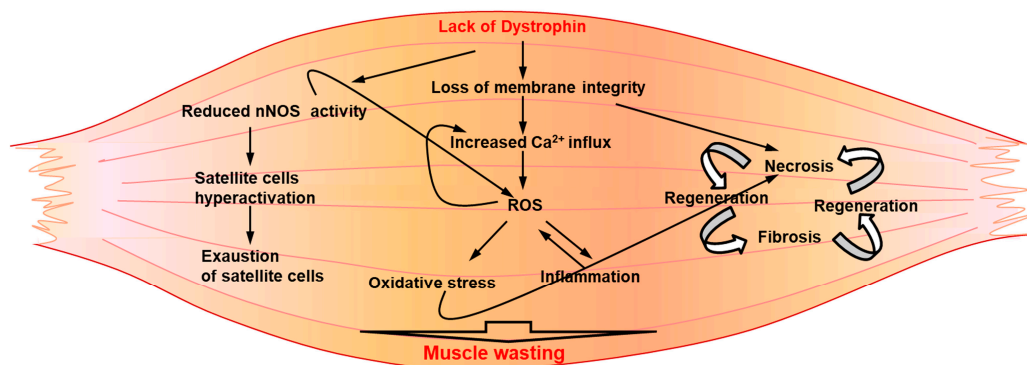 Lack of Dystrophin
Loss of membrane integrity
Reduced nNOS activity
Increased Ca²⁺ influx
Necrosis
Satellite cells
hyperactivation
ROS
Regeneration
Regeneration
Fibrosis
Exaustion
of satellite cells
Oxidative stress
Inflammation
Muscle wasting